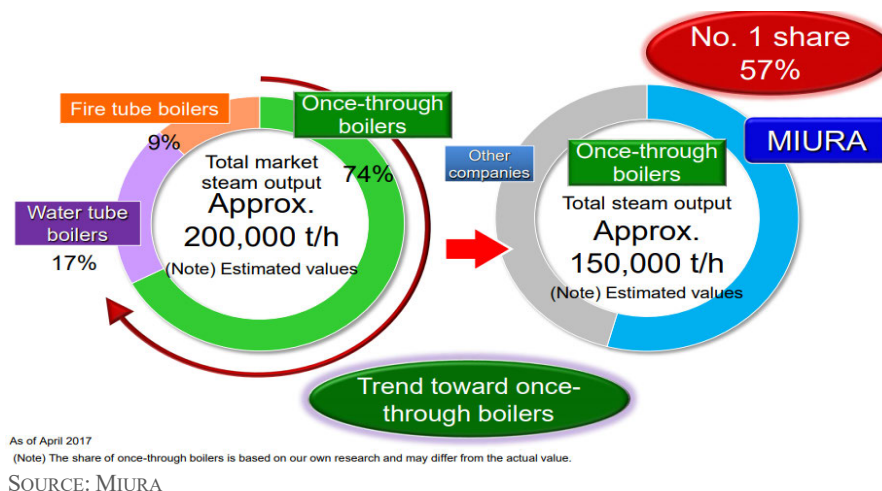 No. 1 share
57%
Fire tube boilers
9%
Once-through
boilers
74%
Total market
steam output
Approx.
200,000 t/h
(Note) Estimated values
Water tube
boilers
17%
Other
companies
Once-through
boilers
MIURA
Total steam output
Approx.
150,000 t/h
(Note) Estimated values
Trend toward once-
through boilers
As of April 2017
(Note) The share of once-through boilers is based on our own research and may differ from the actual value.
SOURCE: MIURA